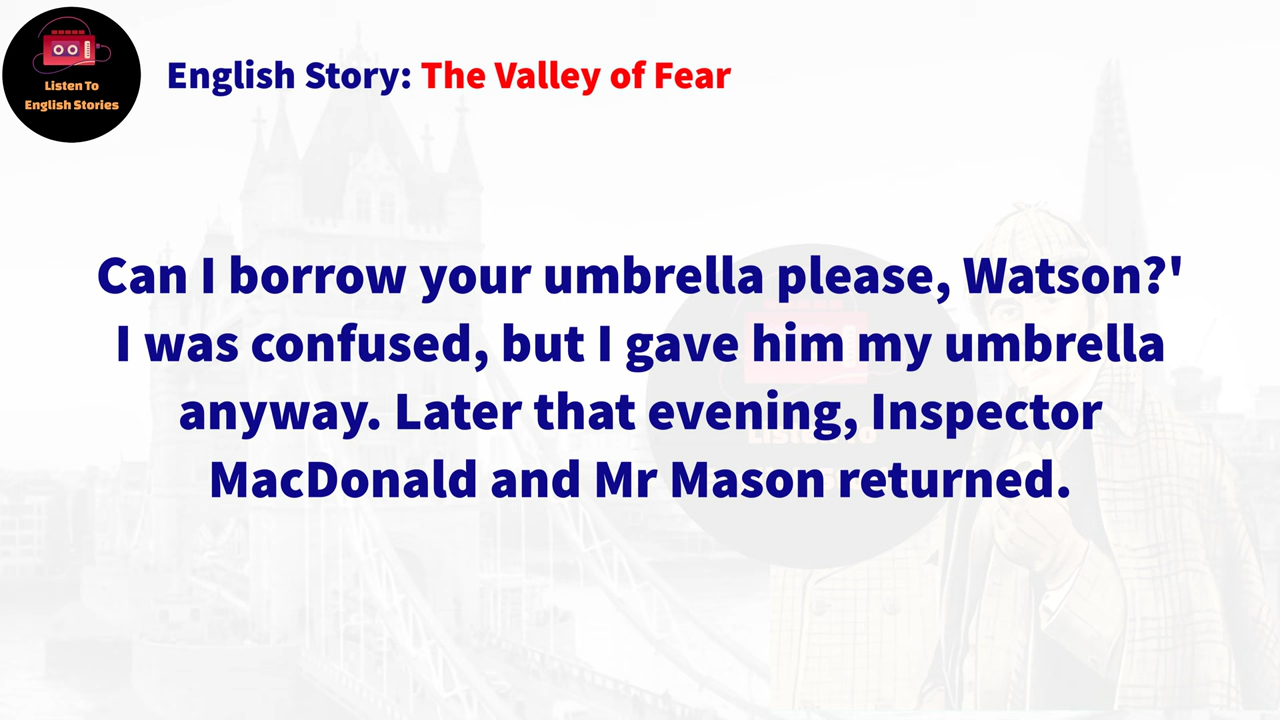 Listen To
English Stories
English Story: The Valley of Fear
Can I borrow your umbrella please, Watson?'
I was confused, but I gave him my umbrella
anyway. Later that evening, Inspector
MacDonald and Mr Mason returned.